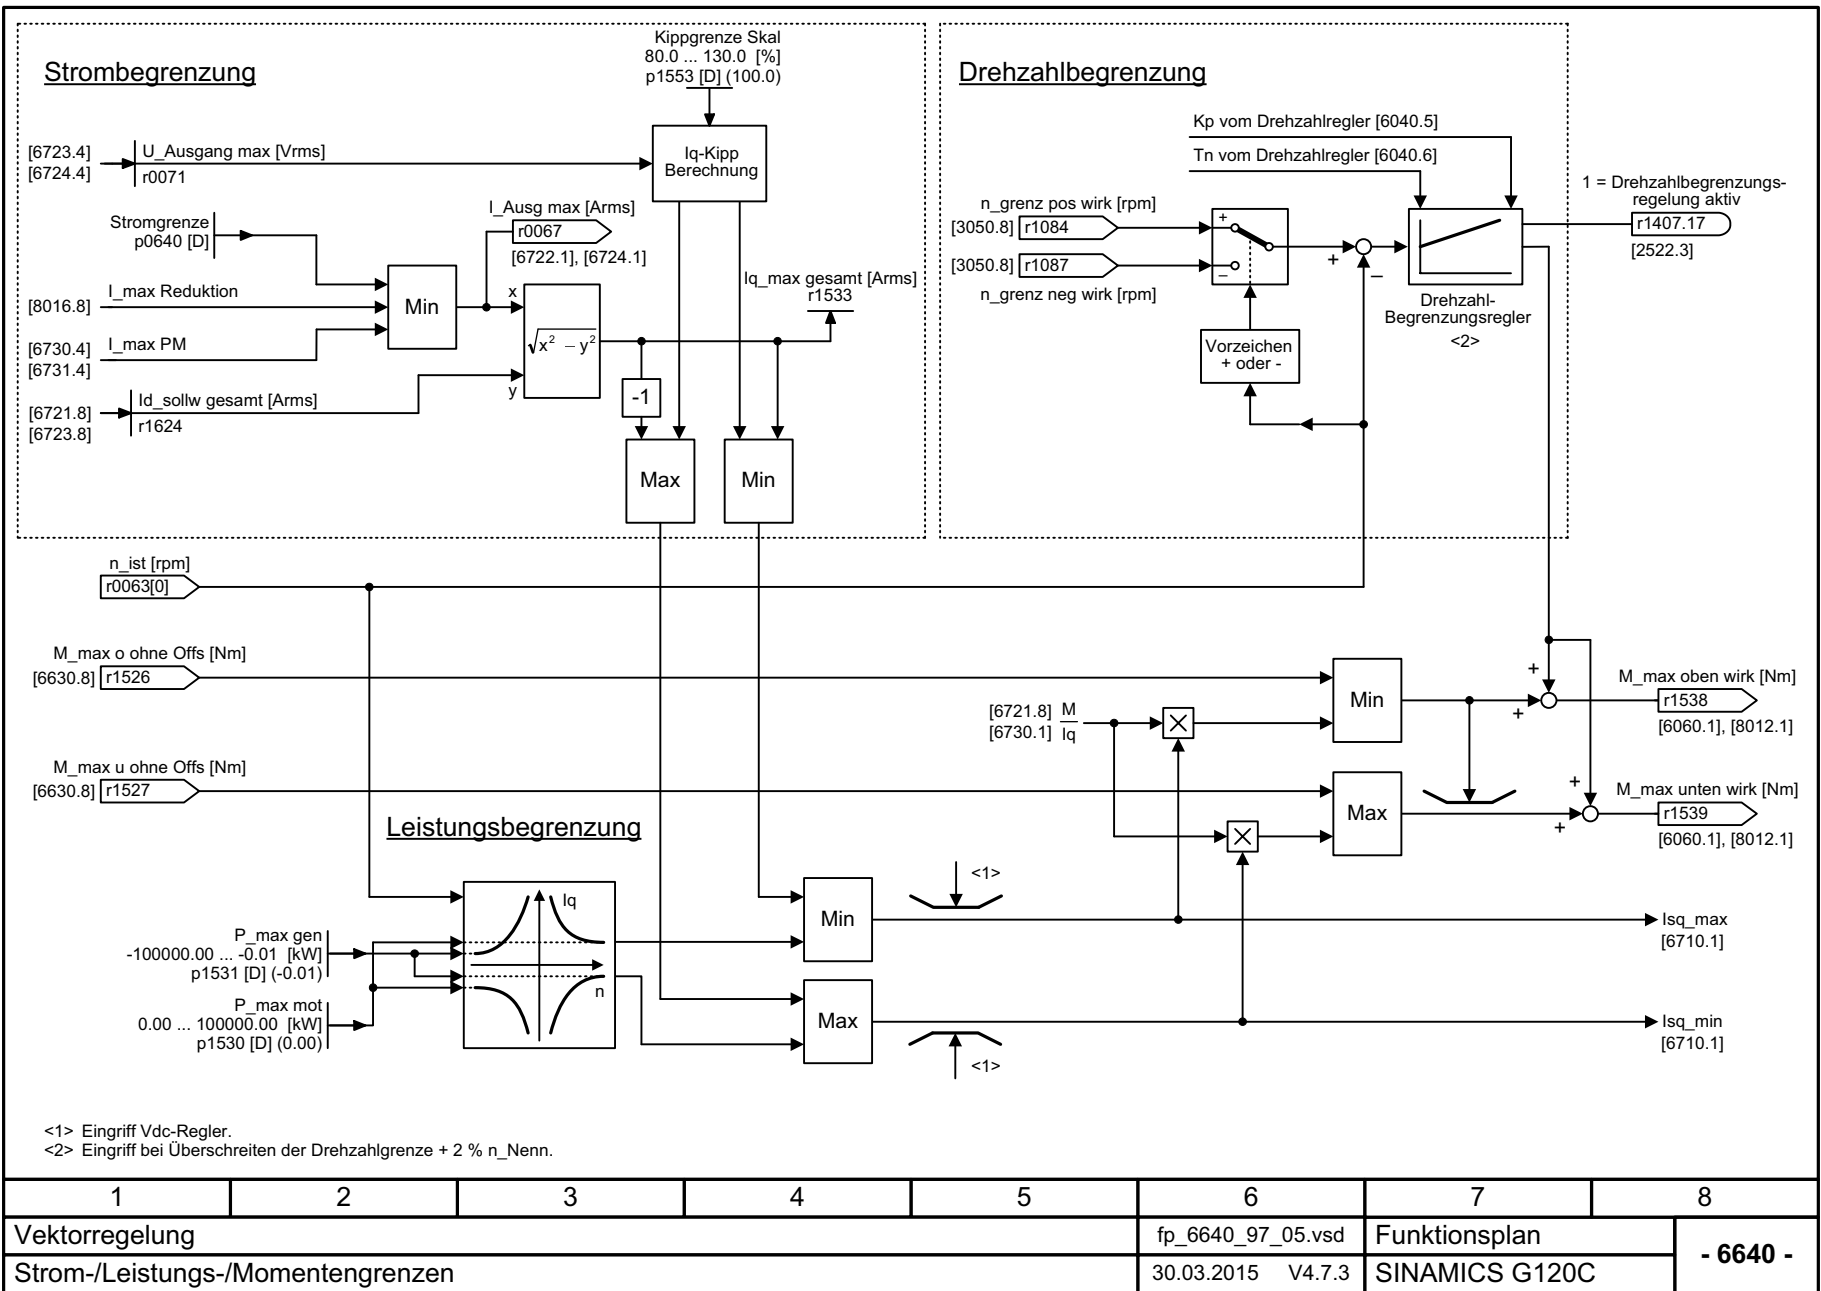 Strombegrenzung
Kippgrenze Skal
80.0 ... 130.0 [%]
p1553 [D] (100.0)
[6723.4]
[6724.4]
U_Ausgang max [Vrms]
r0071
Iq-Kipp
Berechnung
Stromgrenze
p0640 [D]
I_Ausg max [Arms]
r0067
[6722.1], [6724.1]
[8016.8]
I_max Reduktion
Min
x
y
√x² – y²
Iq_max gesamt [Arms]
r1533
[6730.4]
[6731.4]
I_max PM
[6721.8]
[6723.8]
Id_sollw gesamt [Arms]
r1624
-1
Max
Min
Drehzahlbegrenzung
Kp vom Drehzahlregler [6040.5]
Tn vom Drehzahlregler [6040.6]
n_grenz pos wirk [rpm]
[3050.8] r1084
[3050.8] r1087
n_grenz neg wirk [rpm]
+
–
+
–
Vorzeichen
+ oder -
Drehzahl-
Begrenzungsregler
<2>
1 = Drehzahlbegrenzungs-
regelung aktiv
r1407.17
[2522.3]
n_ist [rpm]
r0063[0]
M_max o ohne Offs [Nm]
[6630.8] r1526
M_max u ohne Offs [Nm]
[6630.8] r1527
[6721.8] M
[6730.1] Iq
Min
+
+
M_max oben wirk [Nm]
r1538
[6060.1], [8012.1]
Max
+
+
M_max unten wirk [Nm]
r1539
[6060.1], [8012.1]
Leistungsbegrenzung
P_max gen
-100000.00 ... -0.01 [kW]
p1531 [D] (-0.01)
P_max mot
0.00 ... 100000.00 [kW]
p1530 [D] (0.00)
Iq
n
Min
<1>
Isq_max
[6710.1]
Max
<1>
Isq_min
[6710.1]
<1> Eingriff Vdc-Regler.
<2> Eingriff bei Überschreiten der Drehzahlgrenze + 2 % n_Nenn.
1 2 3 4 5 6 7 8
Vektorregelung
fp_6640_97_05.vsd
Funktionsplan
- 6640 -
Strom-/Leistungs-/Momentengrenzen
30.03.2015 V4.7.3
SINAMICS G120C